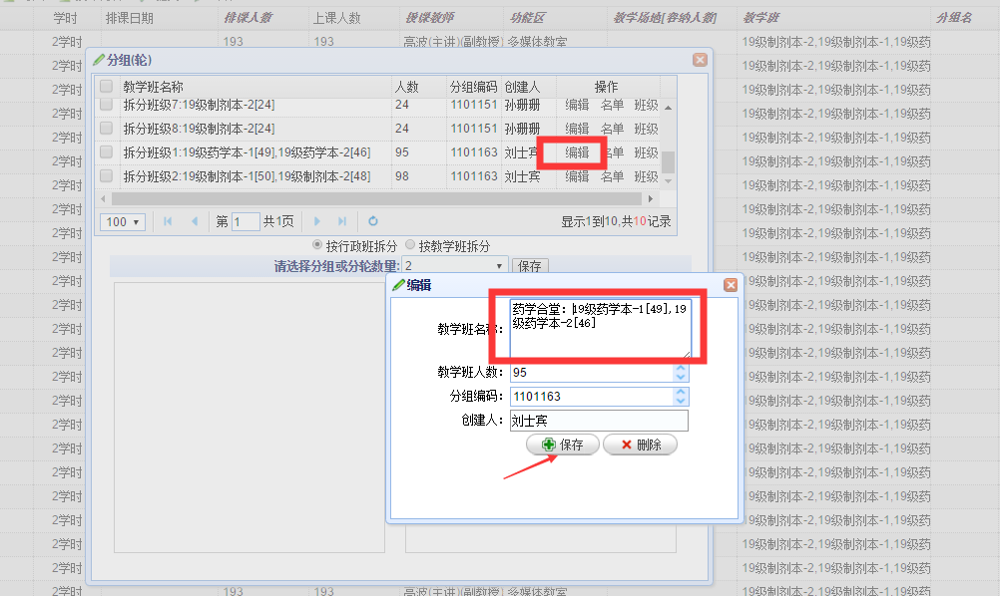 学时 排课日期 排课人数 上课人数 授课教师 功能区 教学场地[容纳人数] 教学班 分组名
2学时 193 193 高波(主讲)(副教授) 多媒体教室 19级制剂本-2,19级制剂本-1,19级药
2学时 19级制剂本-2,19级制剂本-1,19级药
分组(轮)
2学时 19级制剂本-2,19级制剂本-1,19级药
教学班名称 人数 分组编码 创建人 操作
拆分班级7:19级制剂本-2[24] 24 1101151 孙珊珊 编辑 名单 班级
2学时 19级制剂本-2,19级制剂本-1,19级药
拆分班级8:19级制剂本-2[24] 24 1101151 孙珊珊 编辑 名单 班级
2学时 19级制剂本-2,19级制剂本-1,19级药
拆分班级1:19级药学本-1[49],19级药学本-2[46] 95 1101163 刘士宾 编辑 名单 班级
2学时 19级制剂本-2,19级制剂本-1,19级药
拆分班级2:19级制剂本-1[50],19级制剂本-2[48] 98 1101163 刘士宾 编辑 名单 班级
2学时 19级制剂本-2,19级制剂本-1,19级药
2学时 19级制剂本-2,19级制剂本-1,19级药
100 第 1 共1页 显示1到10,共10记录
2学时 19级制剂本-2,19级制剂本-1,19级药
按行政班拆分 按教学班拆分
2学时 19级制剂本-2,19级制剂本-1,19级药
请选择分组或分轮数量: 2 保存
2学时 19级制剂本-2,19级制剂本-1,19级药
编辑
2学时 19级制剂本-2,19级制剂本-1,19级药
教学班名称: 药学合堂：19级药学本-1[49],19
级药学本-2[46]
2学时 19级制剂本-2,19级制剂本-1,19级药
2学时 19级制剂本-2,19级制剂本-1,19级药
教学班人数: 95
2学时 19级制剂本-2,19级制剂本-1,19级药
分组编码: 1101163
2学时 19级制剂本-2,19级制剂本-1,19级药
创建人: 刘士宾
2学时 19级制剂本-2,19级制剂本-1,19级药
保存 删除
2学时 19级制剂本-2,19级制剂本-1,19级药
2学时 19级制剂本-2,19级制剂本-1,19级药
2学时 19级制剂本-2,19级制剂本-1,19级药
2学时 19级制剂本-2,19级制剂本-1,19级药
2学时 19级制剂本-2,19级制剂本-1,19级药
2学时 19级制剂本-2,19级制剂本-1,19级药
2学时 193 193 高波(主讲)(副教授) 多媒体教室 19级制剂本-2,19级制剂本-1,19级药